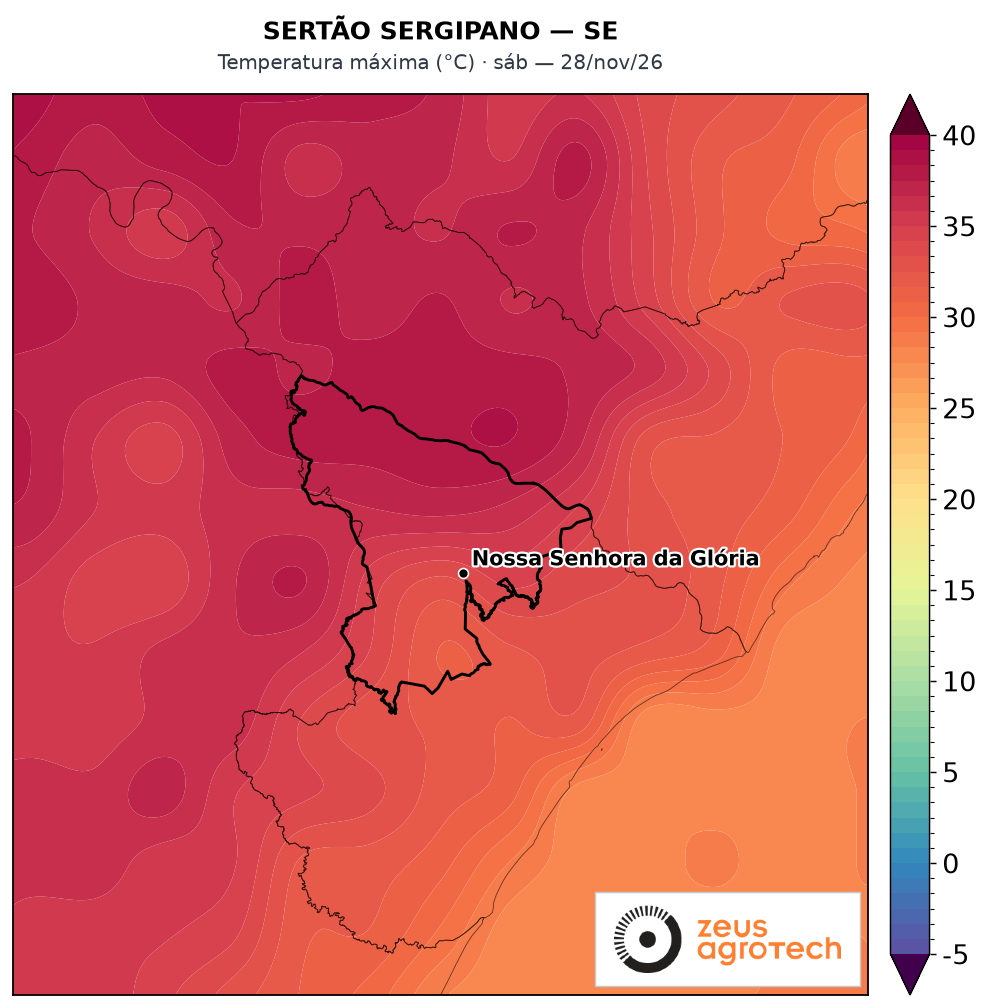 SERTÃO SERGIPANO — SE
Temperatura máxima (°C) · sáb — 28/nov/26
40
35
30
25
20
15
10
5
0
-5
Nossa Senhora da Glória
zeus
agrotech